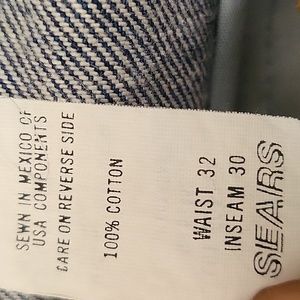 SEWN IN MEXICO OF
USA COMPONENTS
CARE ON REVERSE SIDE
100% COTTON
WAIST 32
INSEAM 30
SEARS